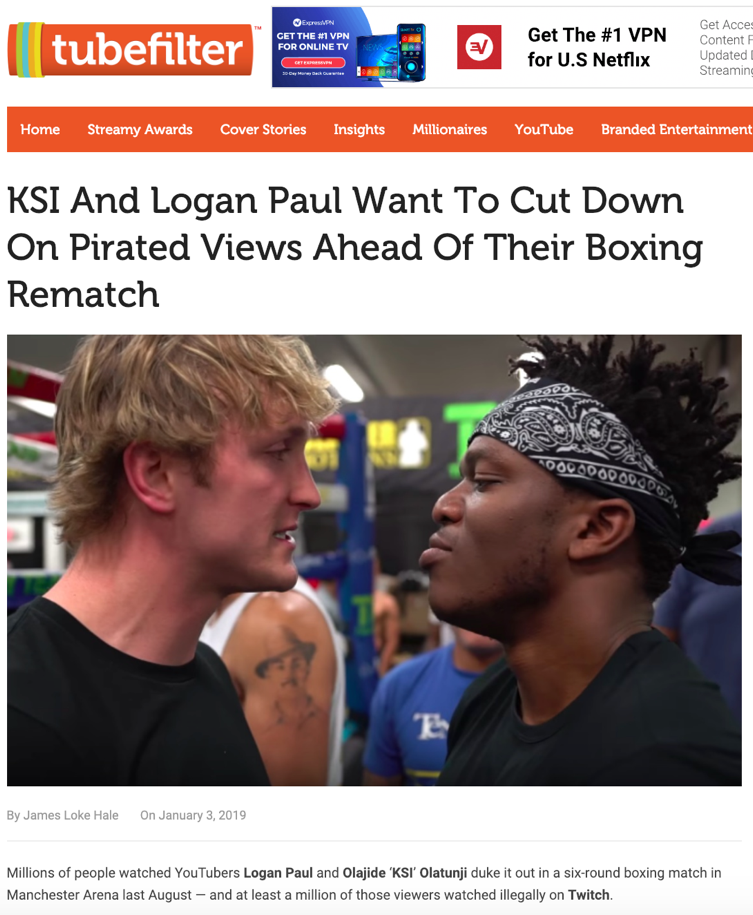 tubefilter™
ExpressVPN
GET THE #1 VPN
FOR ONLINE TV
GET EXPRESSVPN
30-Day Money Back Guarantee
Get The #1 VPN
for U.S Netflix
Get Acces
Content F
Updated
Streaming
Home Streamy Awards Cover Stories Insights Millionaires YouTube Branded Entertainment
KSI And Logan Paul Want To Cut Down
On Pirated Views Ahead Of Their Boxing
Rematch
By James Loke Hale On January 3, 2019
Millions of people watched YouTubers Logan Paul and Olajide ‘KSI’ Olatunji duke it out in a six-round boxing match in
Manchester Arena last August — and at least a million of those viewers watched illegally on Twitch.